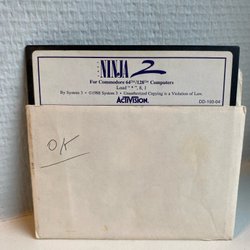 NINJA 2
For Commodore 64™/128™ Computers
Load "*", 8, 1
By System 3 • ©1988 System 3 • Unauthorized Copying is a Violation of Law.
ACTIVISION
DD-100-04
OK